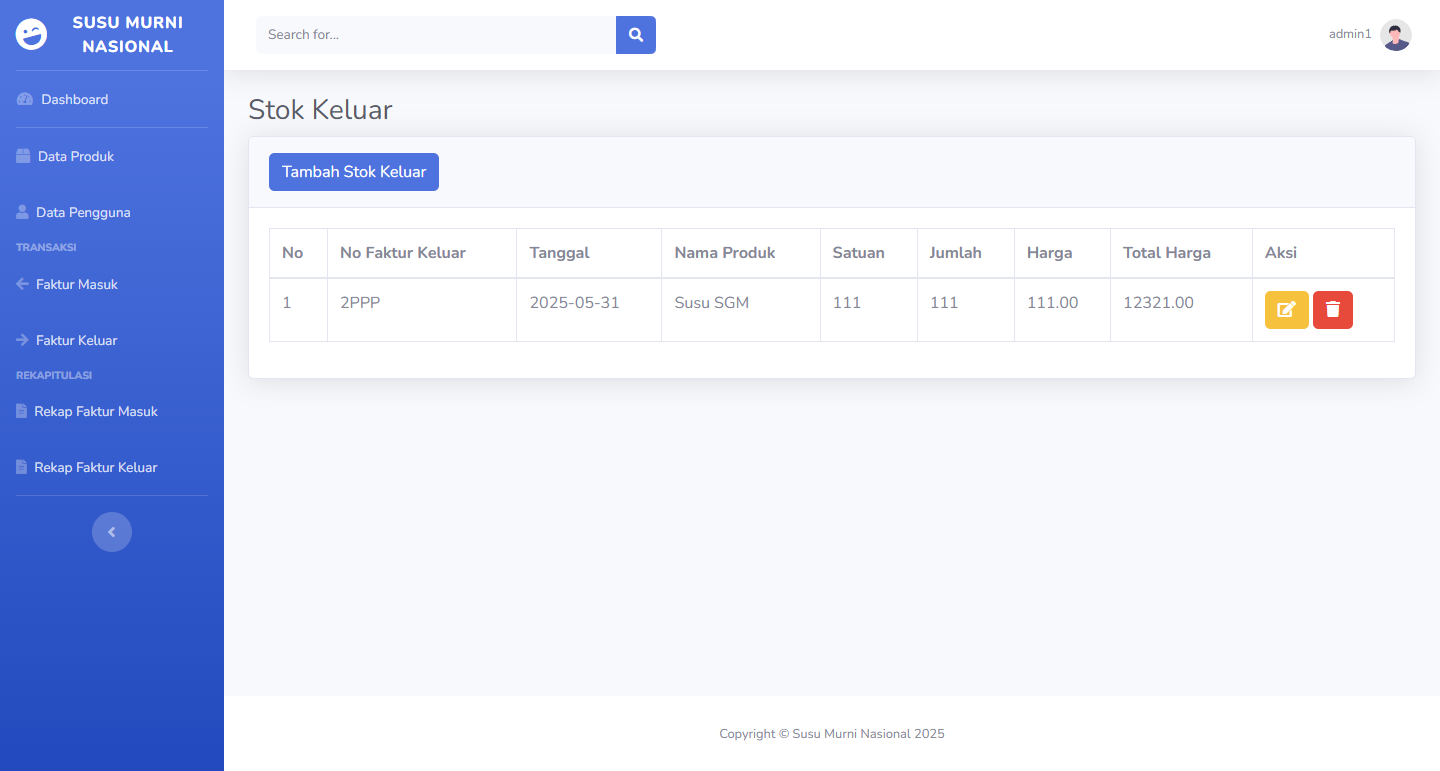 SUSU MURNI
NASIONAL
Dashboard
Data Produk
Data Pengguna
TRANSAKSI
Faktur Masuk
Faktur Keluar
REKAPITULASI
Rekap Faktur Masuk
Rekap Faktur Keluar
Search for...
admin1
Stok Keluar
Tambah Stok Keluar
No No Faktur Keluar Tanggal Nama Produk Satuan Jumlah Harga Total Harga Aksi
1 2PPP 2025-05-31 Susu SGM 111 111 111.00 12321.00
Copyright © Susu Murni Nasional 2025